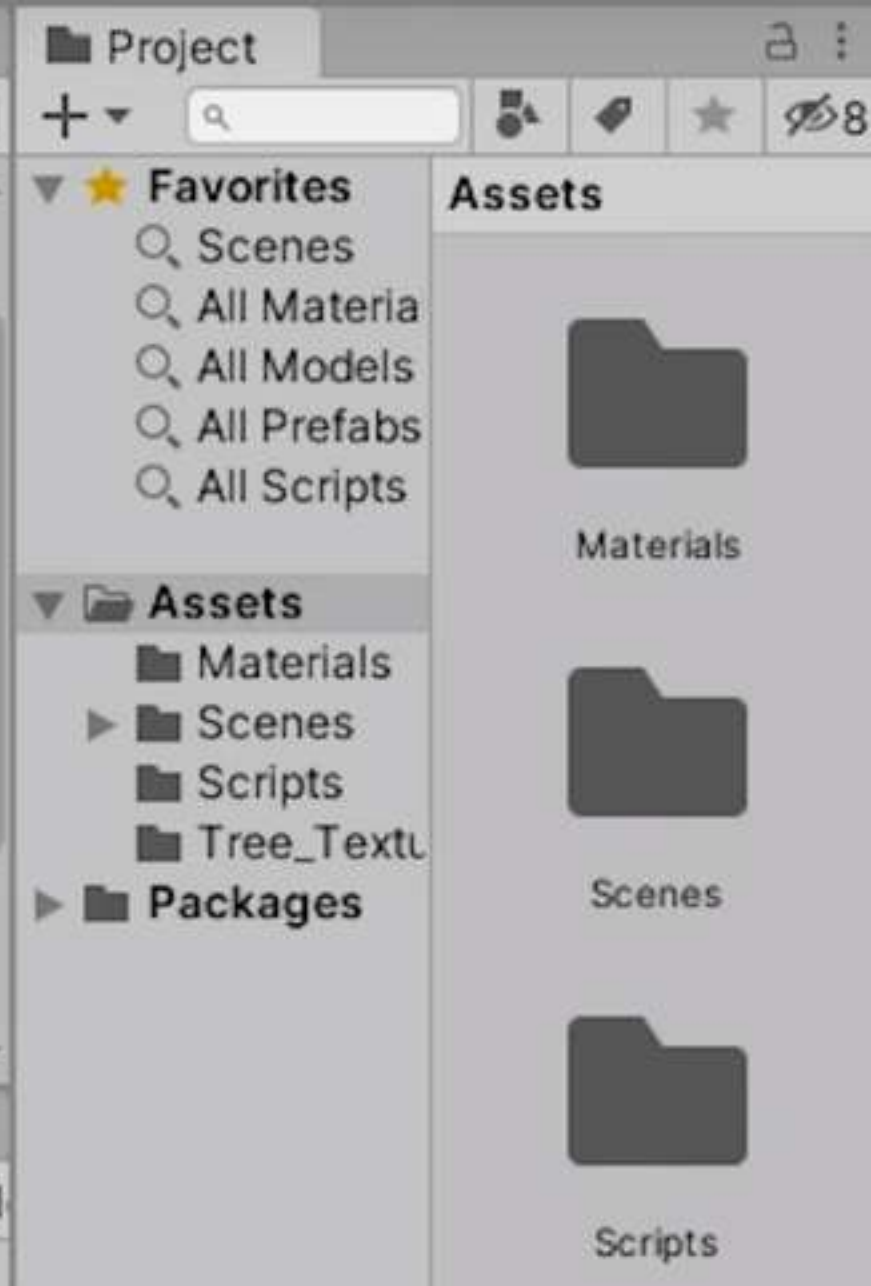 Project
8
Favorites
Scenes
All Materia
All Models
All Prefabs
All Scripts
Assets
Materials
Scenes
Scripts
Tree_Textu
Packages
Assets
Materials
Scenes
Scripts